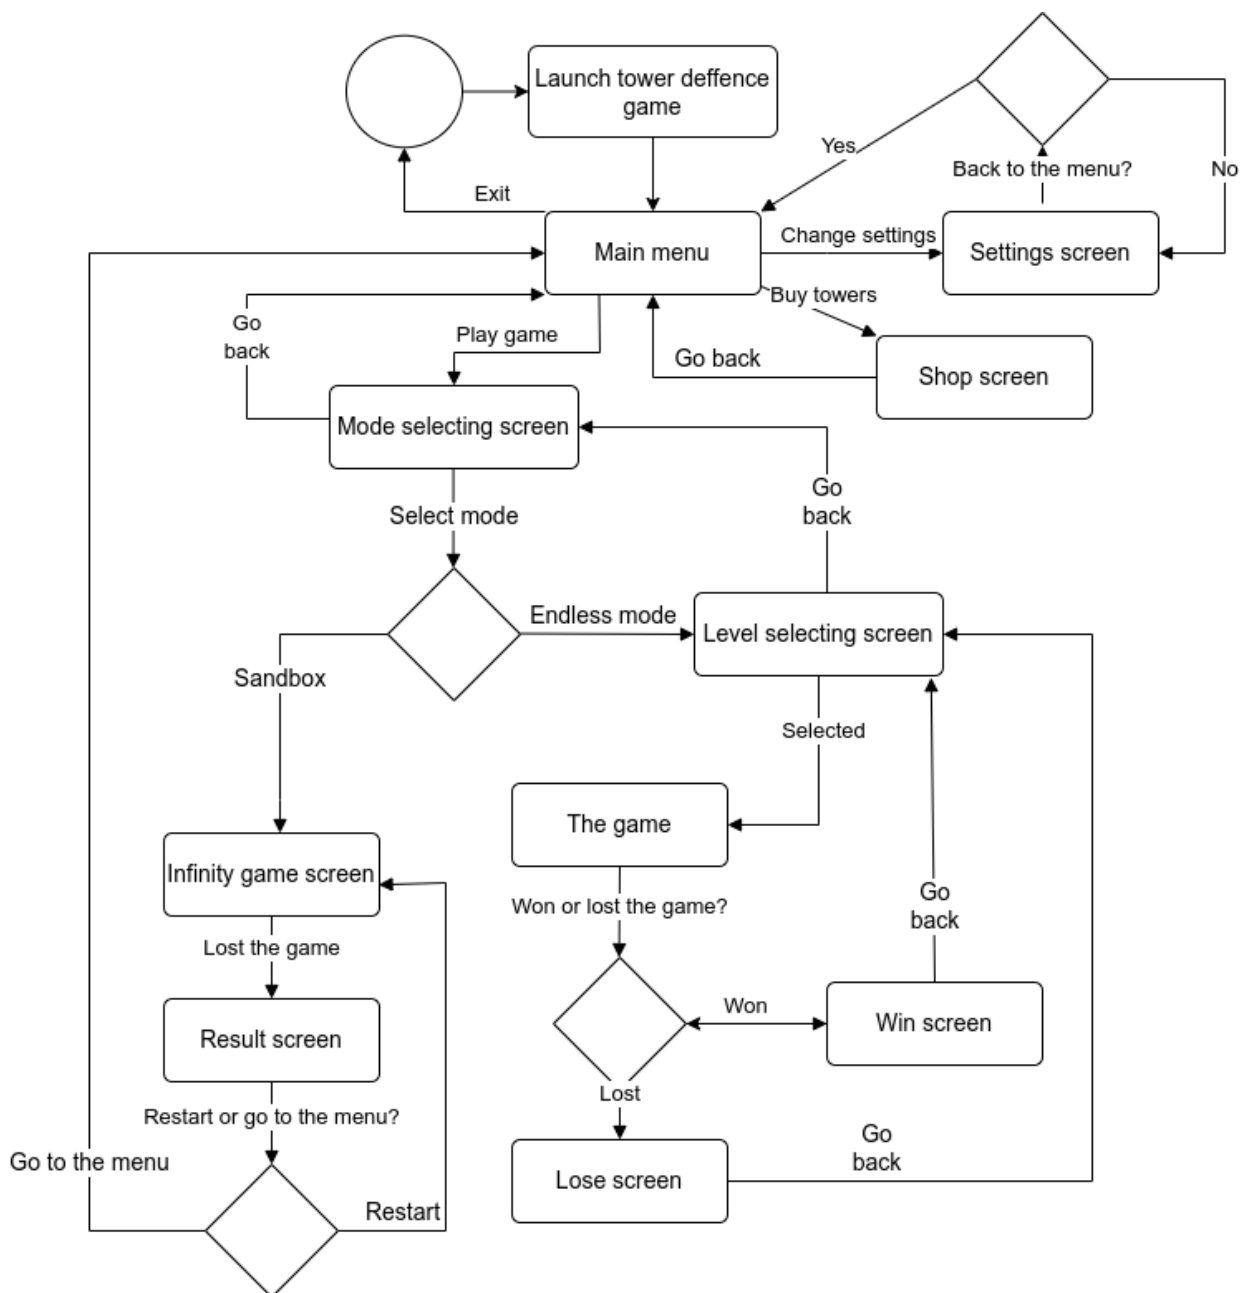 Launch tower deffence
game
Yes
Back to the menu?
No
Exit
Main menu
Change settings
Settings screen
Buy towers
Go
back
Play game
Go back
Shop screen
Mode selecting screen
Select mode
Go
back
Endless mode
Level selecting screen
Sandbox
Selected
The game
Infinity game screen
Won or lost the game?
Go
back
Lost the game
Won
Win screen
Result screen
Lost
Restart or go to the menu?
Go
back
Go to the menu
Lose screen
Restart